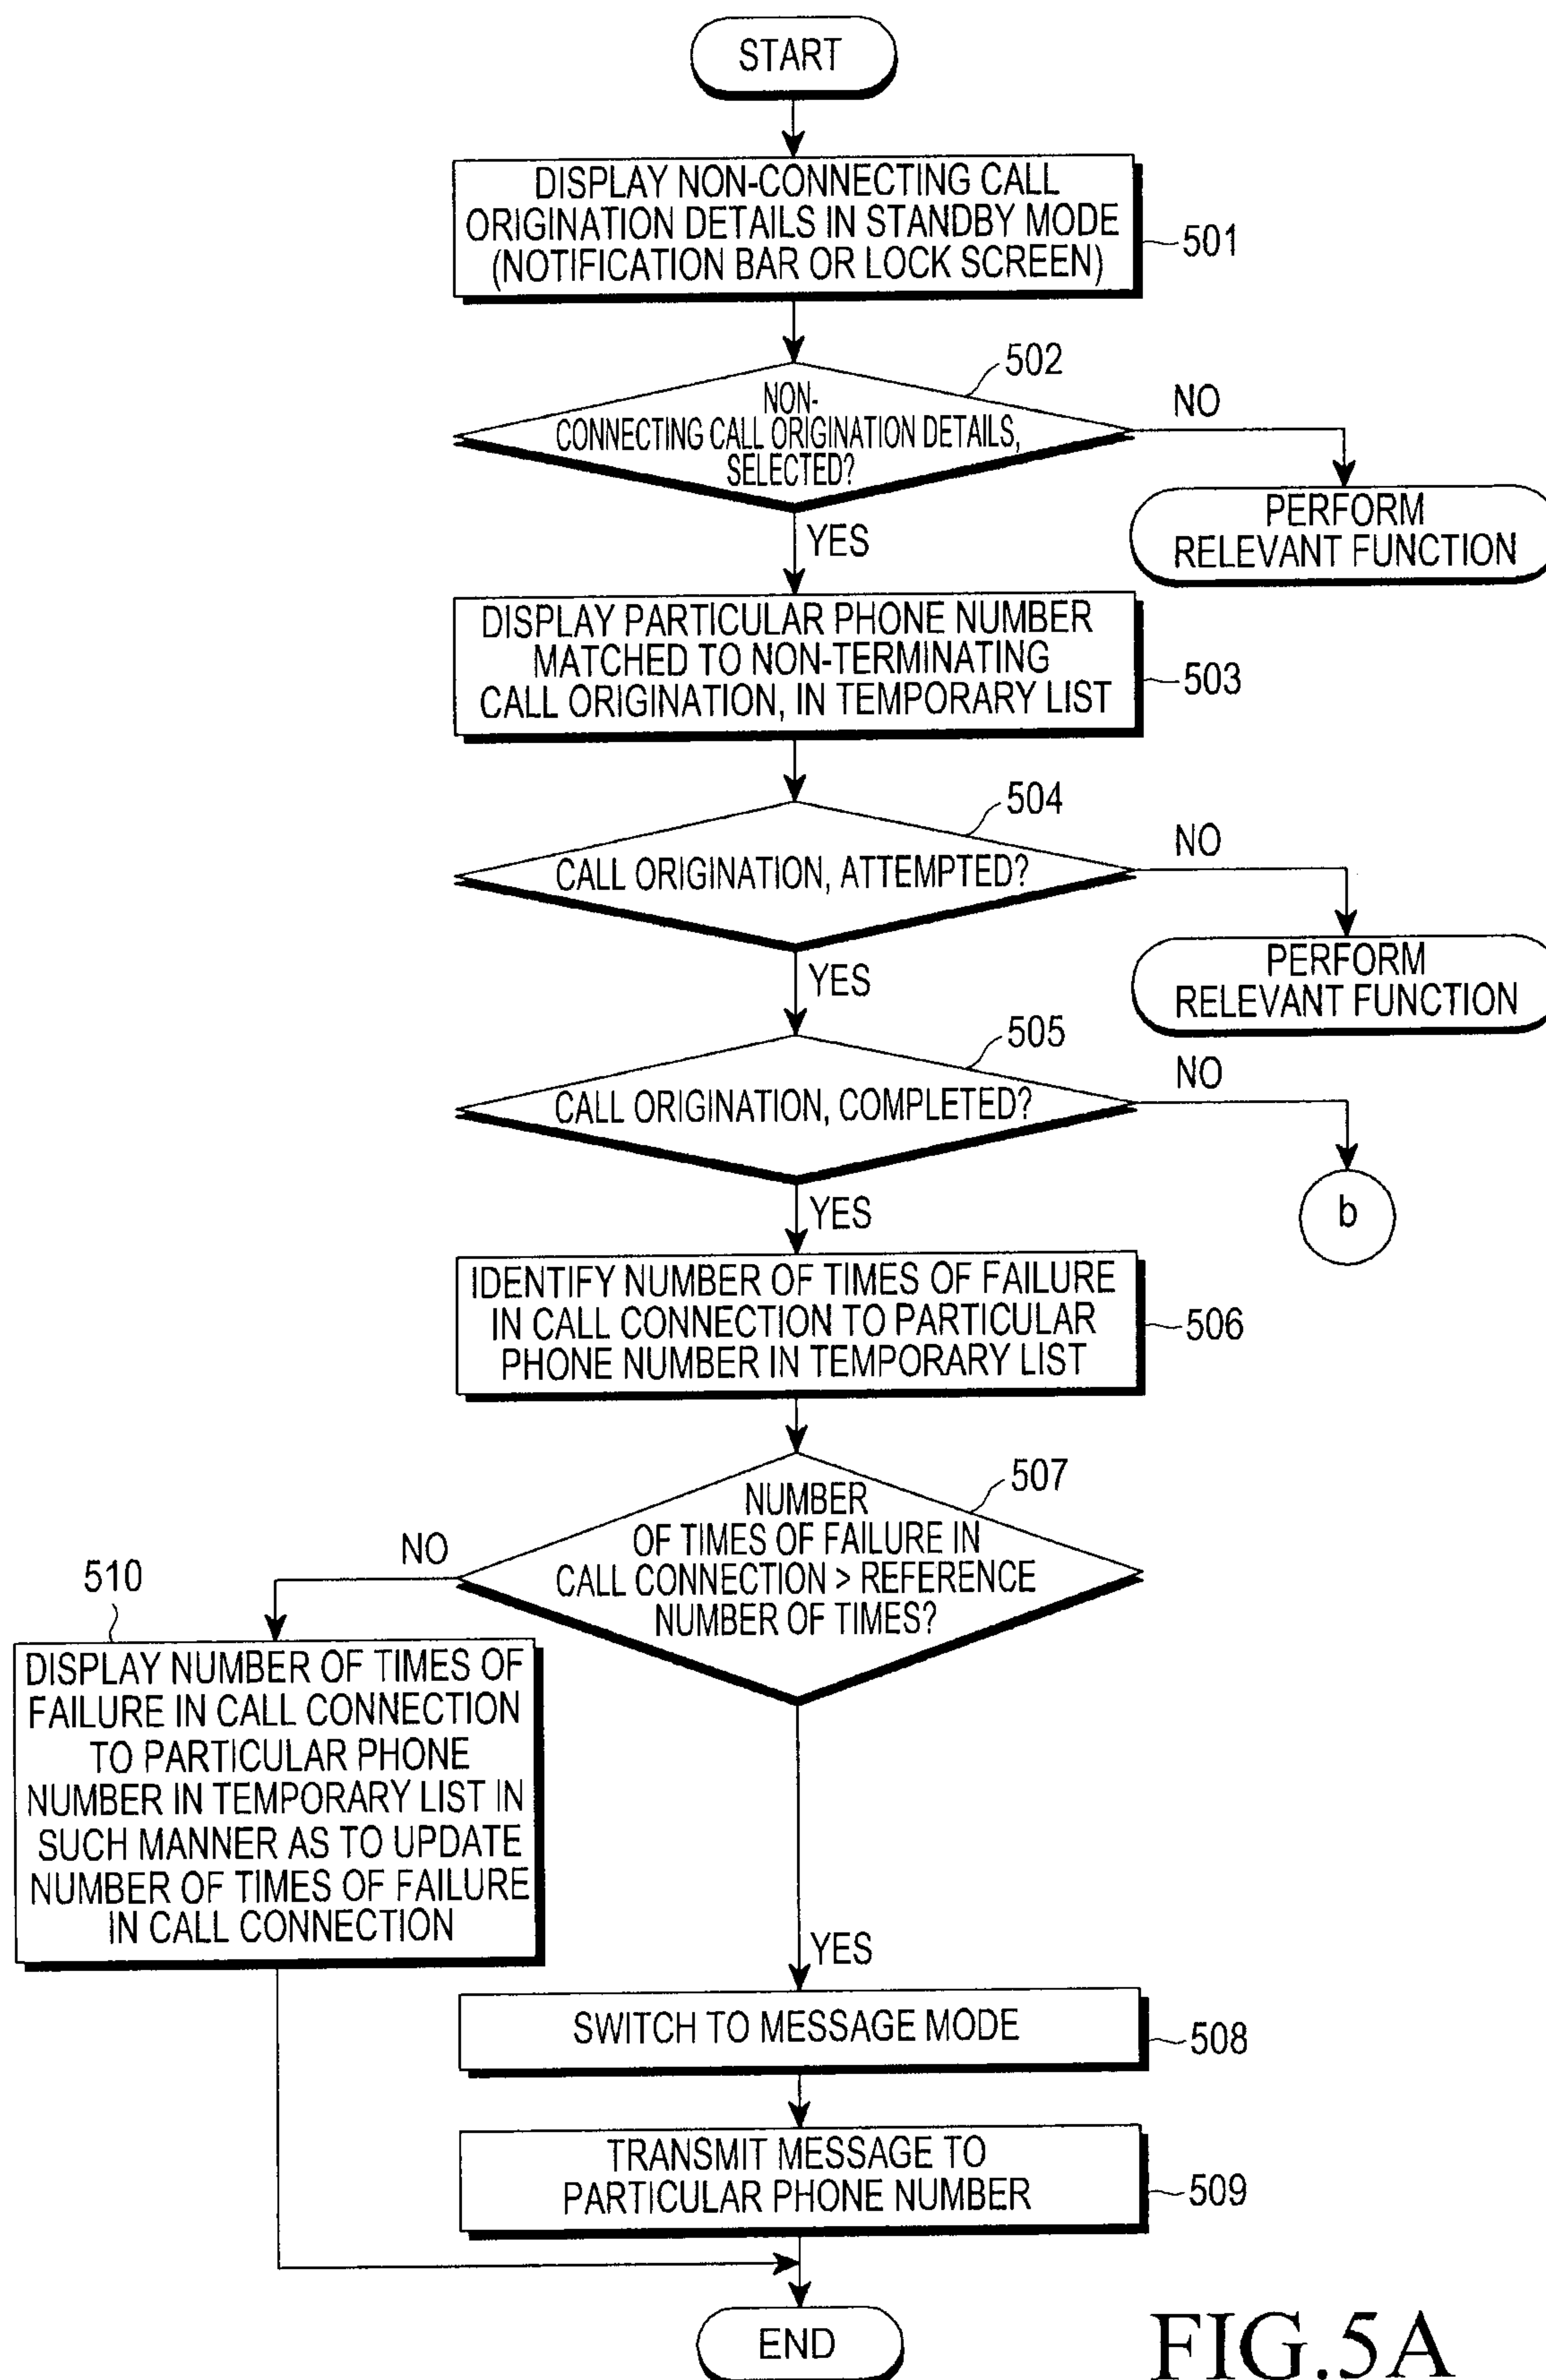 START
DISPLAY NON-CONNECTING CALL
ORIGINATION DETAILS IN STANDBY MODE
(NOTIFICATION BAR OR LOCK SCREEN)
501
502
NON-
CONNECTING CALL ORIGINATION DETAILS,
SELECTED?
NO
PERFORM
RELEVANT FUNCTION
YES
DISPLAY PARTICULAR PHONE NUMBER
MATCHED TO NON-TERMINATING
CALL ORIGINATION, IN TEMPORARY LIST
503
504
CALL ORIGINATION, ATTEMPTED?
NO
PERFORM
RELEVANT FUNCTION
YES
505
CALL ORIGINATION, COMPLETED?
NO
b
YES
IDENTIFY NUMBER OF TIMES OF FAILURE
IN CALL CONNECTION TO PARTICULAR
PHONE NUMBER IN TEMPORARY LIST
506
507
NUMBER
OF TIMES OF FAILURE IN
CALL CONNECTION > REFERENCE
NUMBER OF TIMES?
NO
510
DISPLAY NUMBER OF TIMES OF
FAILURE IN CALL CONNECTION
TO PARTICULAR PHONE
NUMBER IN TEMPORARY LIST IN
SUCH MANNER AS TO UPDATE
NUMBER OF TIMES OF FAILURE
IN CALL CONNECTION
YES
SWITCH TO MESSAGE MODE
508
TRANSMIT MESSAGE TO
PARTICULAR PHONE NUMBER
509
END
FIG.5A